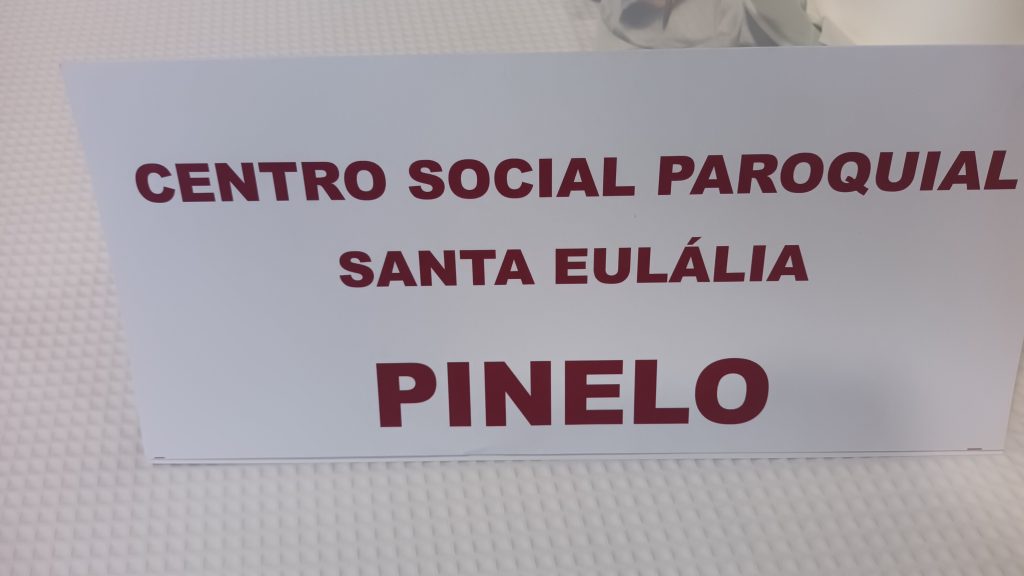 CENTRO SOCIAL PAROQUIAL
SANTA EULÁLIA
PINELO